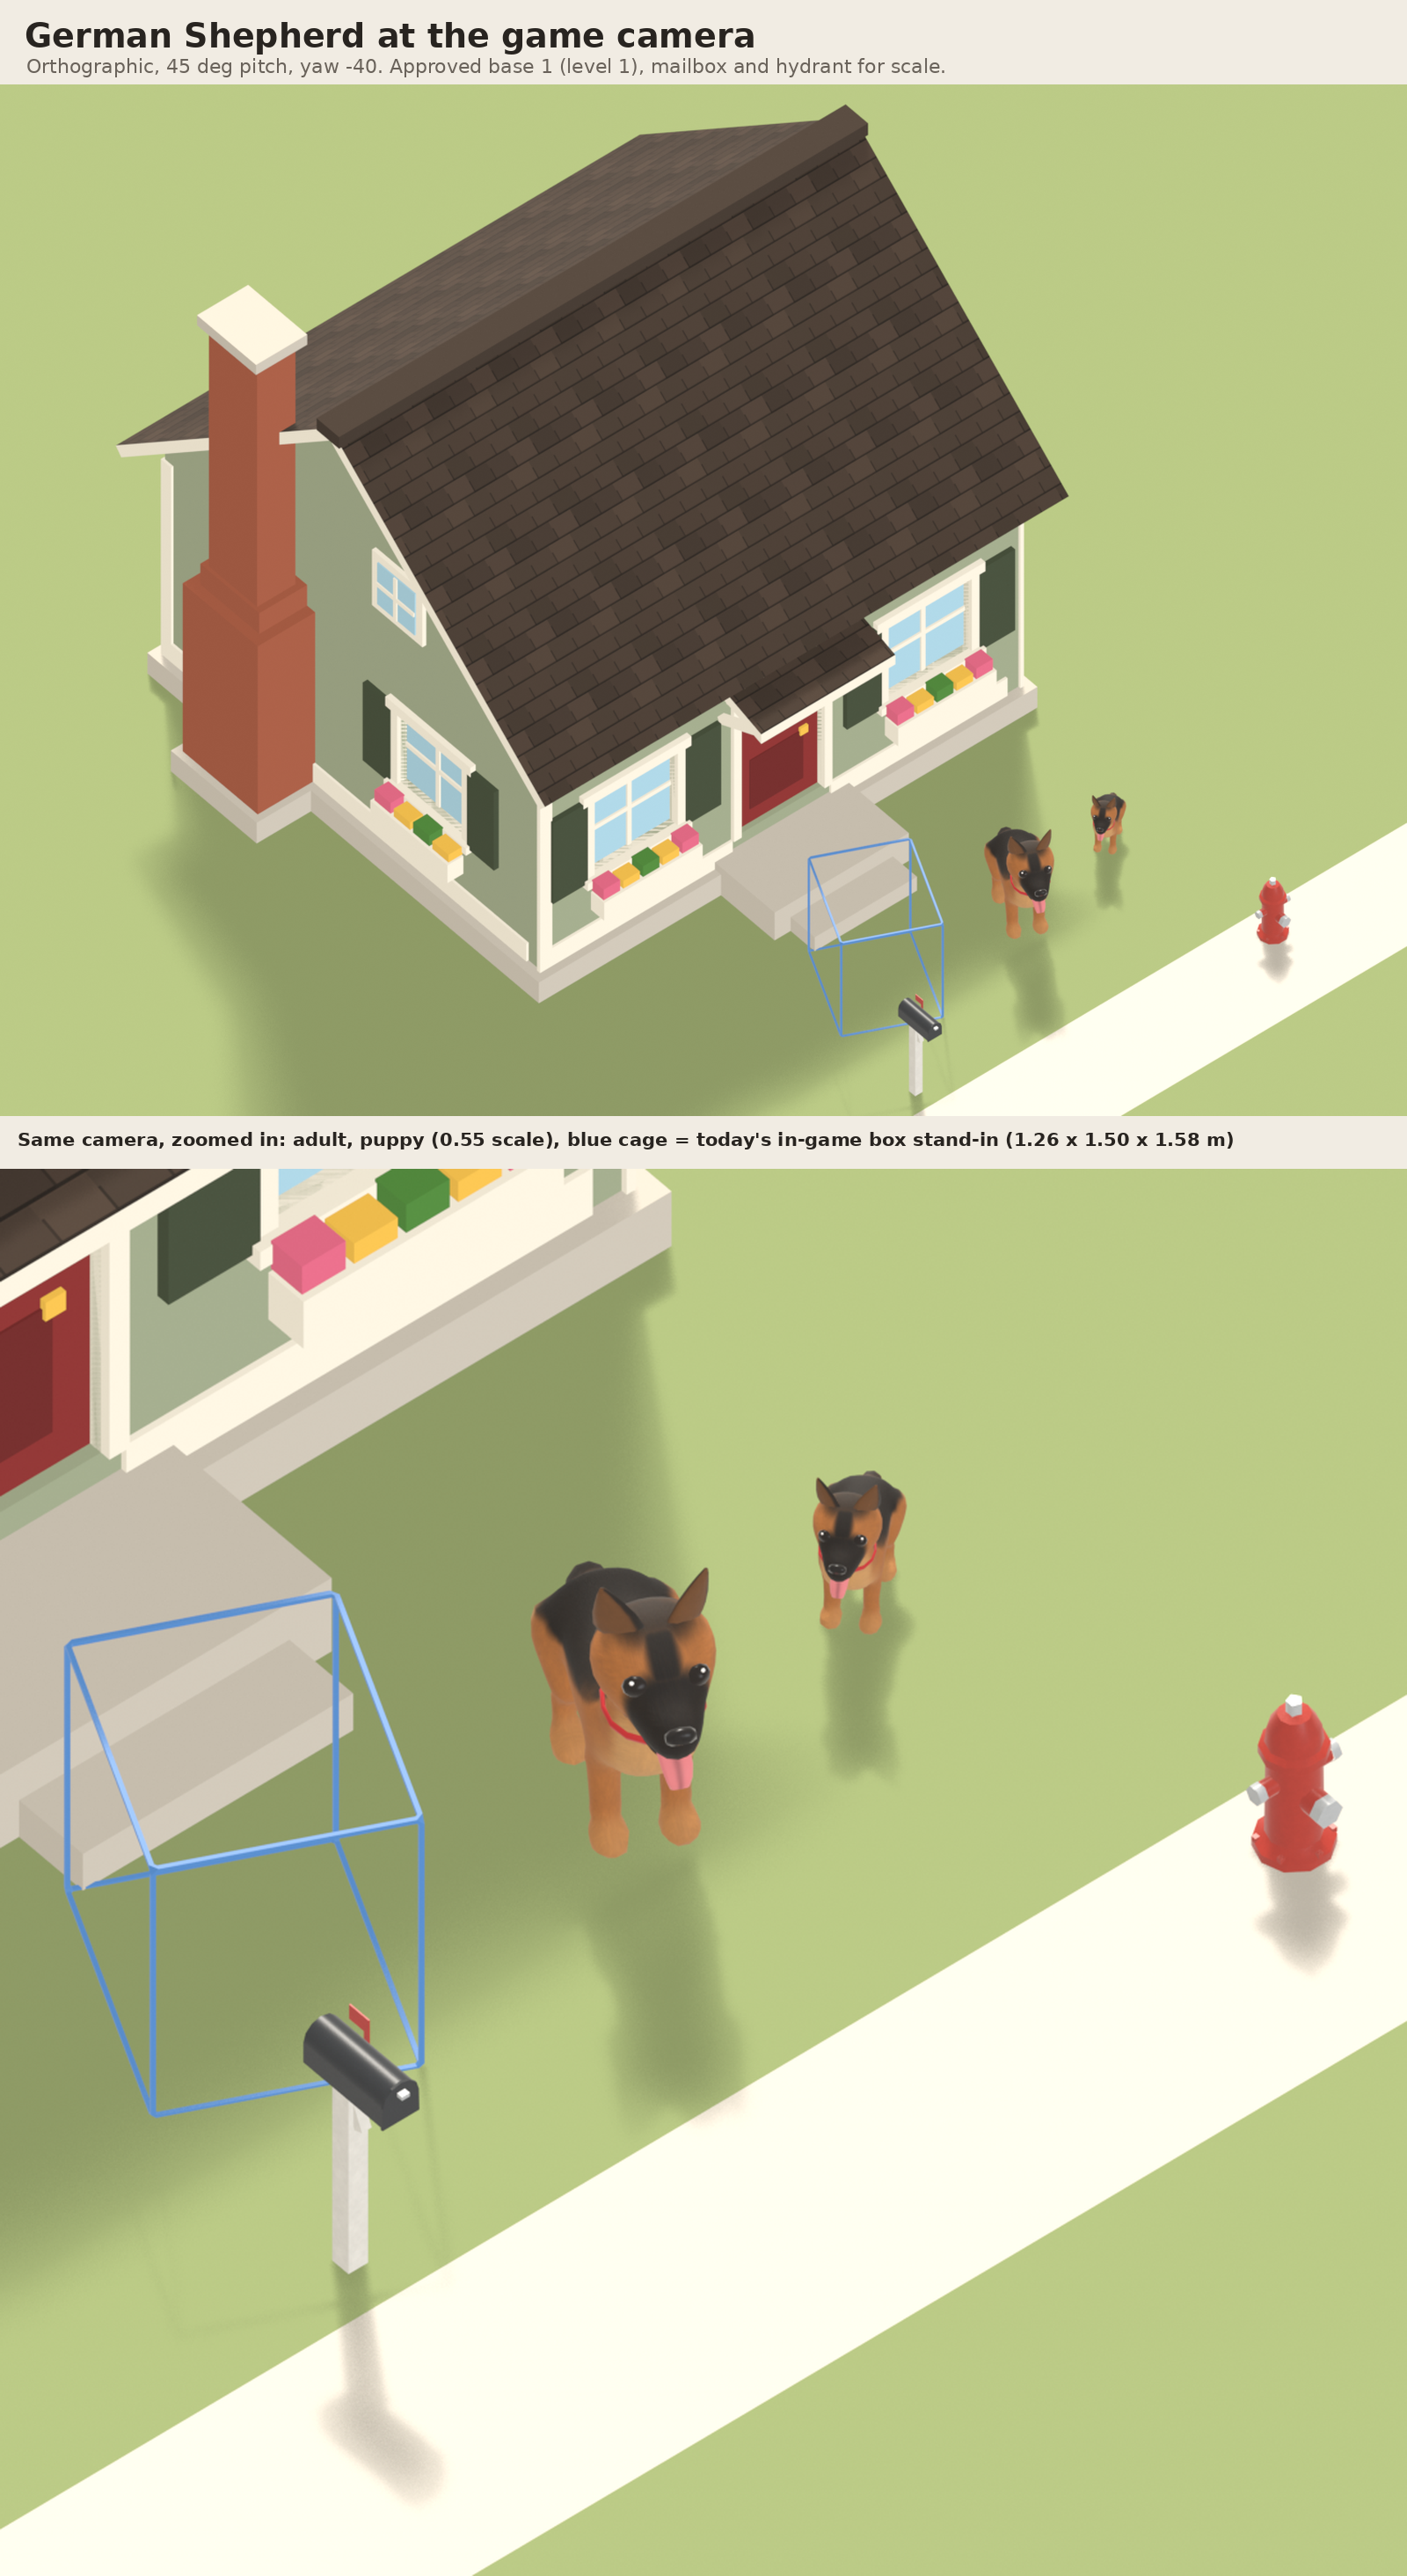 German Shepherd at the game camera
Orthographic, 45 deg pitch, yaw -40. Approved base 1 (level 1), mailbox and hydrant for scale.
Same camera, zoomed in: adult, puppy (0.55 scale), blue cage = today's in-game box stand-in (1.26 x 1.50 x 1.58 m)